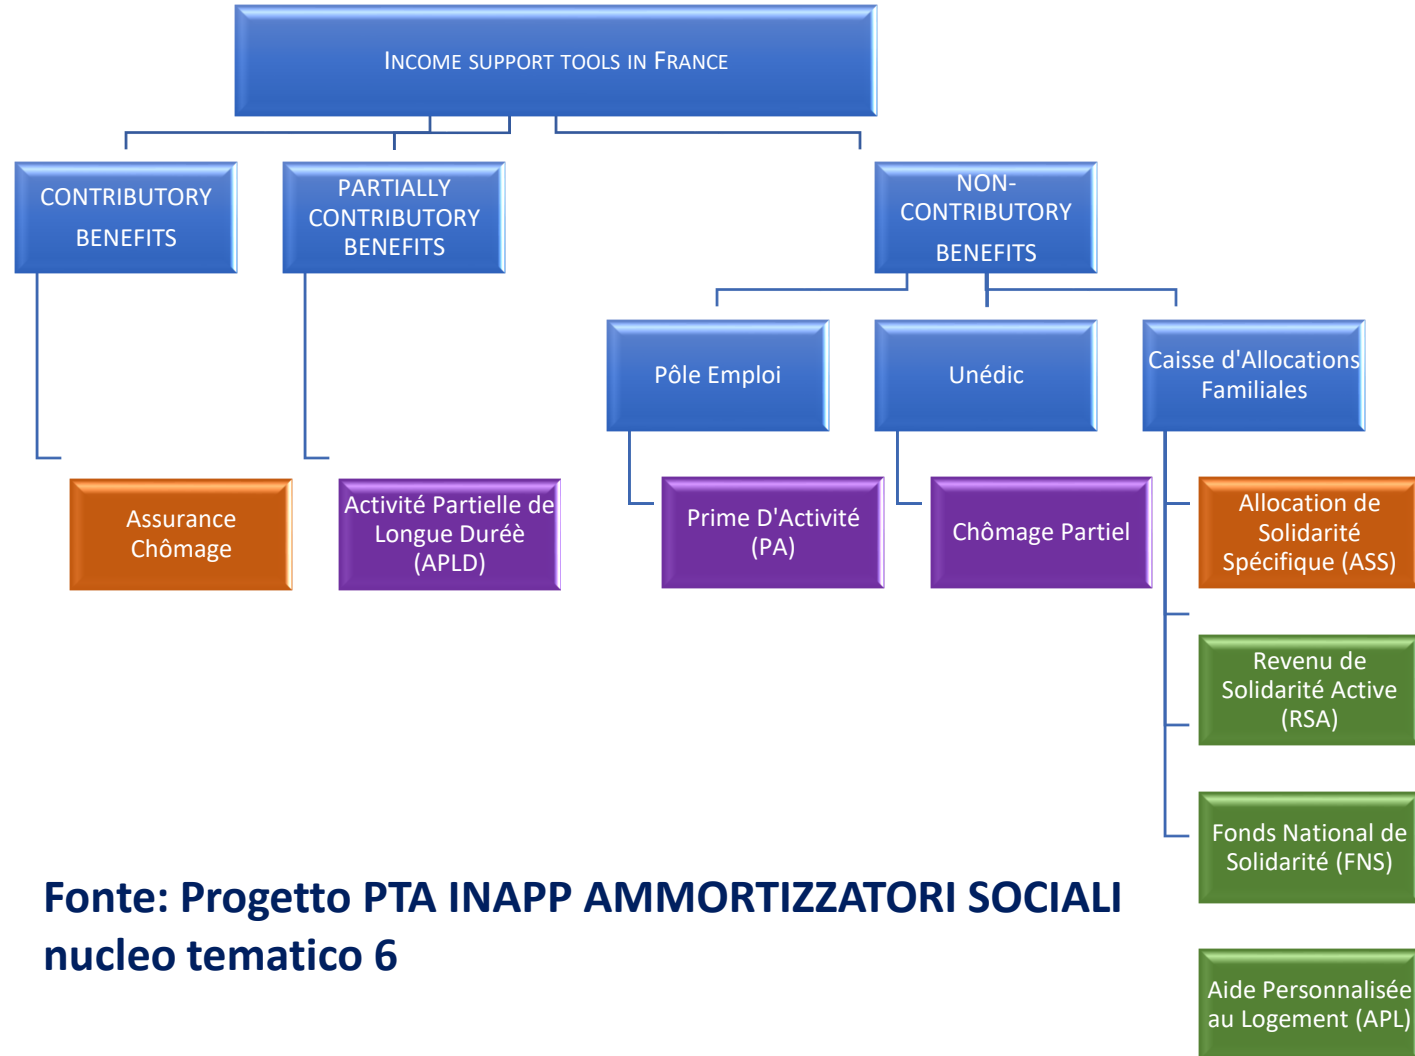 INCOME SUPPORT TOOLS IN FRANCE
CONTRIBUTORY
BENEFITS
PARTIALLY
CONTRIBUTORY
BENEFITS
NON-
CONTRIBUTORY
BENEFITS
Pôle Emploi
Unédic
Caisse d'Allocations
Familiales
Assurance
Chômage
Activité Partielle de
Longue Duréè
(APLD)
Prime D'Activité
(PA)
Chômage Partiel
Allocation de
Solidarité
Spécifique (ASS)
Revenu de
Solidarité Active
(RSA)
Fonds National de
Solidarité (FNS)
Aide Personnalisée
au Logement (APL)
Fonte: Progetto PTA INAPP AMMORTIZZATORI SOCIALI
nucleo tematico 6